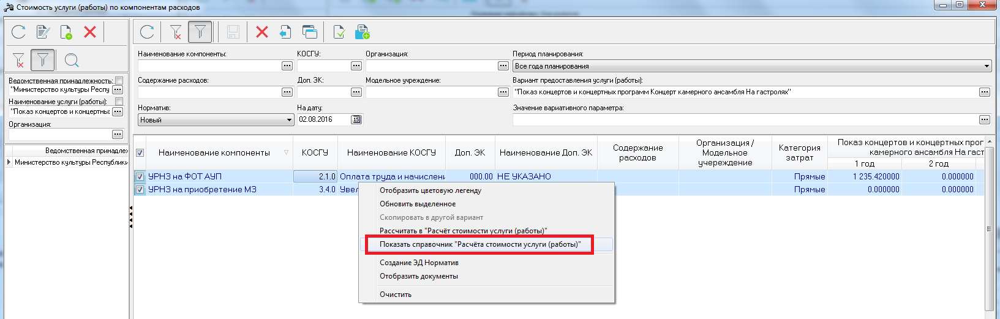 Стоимость услуги (работы) по компонентам расходов
Ведомственная принадлежность:
"Министерство культуры Респу
Наименование услуги (работы):
"Показ концертов и концертны
Организация:
Ведомственная принадлеж
Министерство культуры Республики
Наименование компоненты: КОСГУ: Организация: Период планирования:
Все года планирования
Содержание расходов: Доп. ЭК: Модельное учреждение: Вариант предоставления услуги (работы):
"Показ концертов и концертных программ Концерт камерного ансамбля На гастролях"
Норматив: На дату: Значение вариативного параметра:
Новый 02.08.2016 15
Наименование компоненты КОСГУ Наименование КОСГУ Доп. ЭК Наименование Доп. ЭК Содержание расходов Организация / Модельное учереждение Категория затрат Показ концертов и концертных прог камерного ансамбля На гаст
1 год 2 год
УРНЗ на ФОТ АУП 2.1.0 Оплата труда и начислени 000.00 НЕ УКАЗАНО Прямые 1 235.420000 0.000000
УРНЗ на приобретение МЗ 3.4.0 Увел Прямые 0.000000 0.000000
Отобразить цветовую легенду
Обновить выделенное
Скопировать в другой вариант
Рассчитать в "Расчёт стоимости услуги (работы)"
Показать справочник "Расчёта стоимости услуги (работы)"
Создание ЭД Норматив
Отобразить документы
Очистить